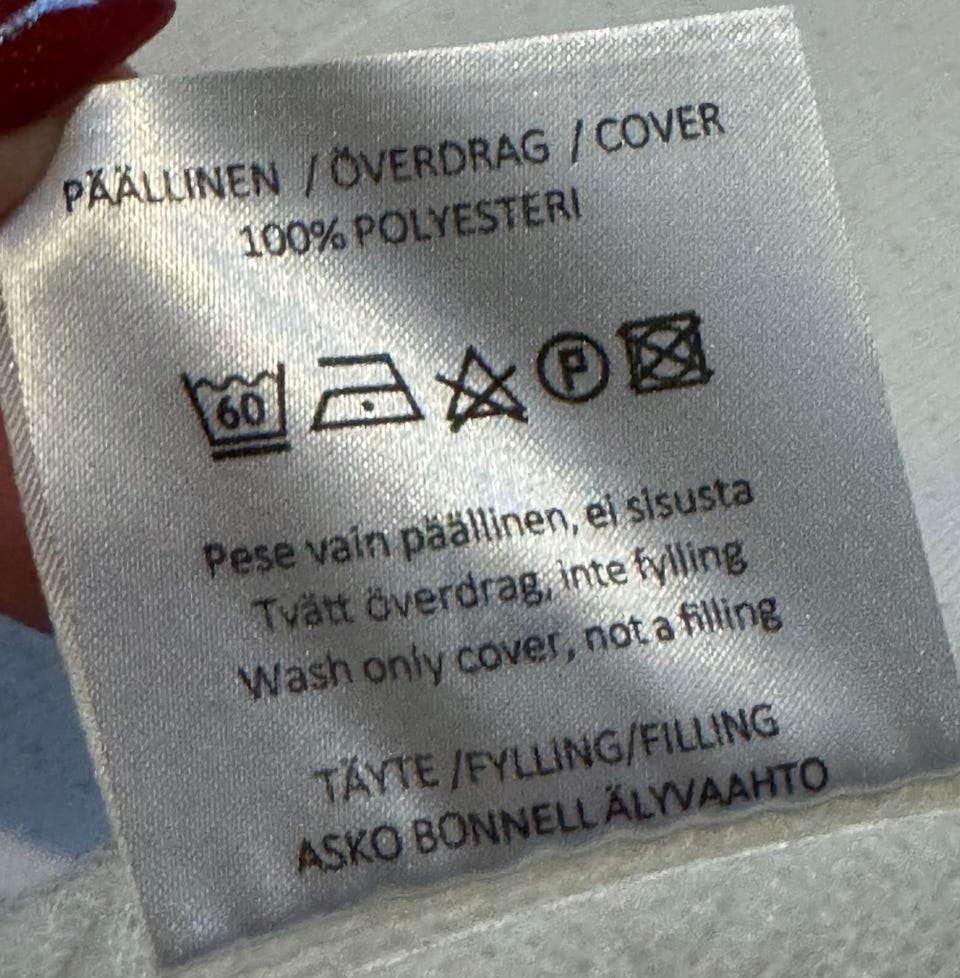 PÄÄLLINEN / ÖVERDRAG / COVER
100% POLYESTERI
60 P
Pese vain päällinen, ei sisusta
Tvätt överdrag, inte fylling
Wash only cover, not a filling
TÄYTE /FYLLING/FILLING
ASKO BONNELL ÄLYVAAHTO